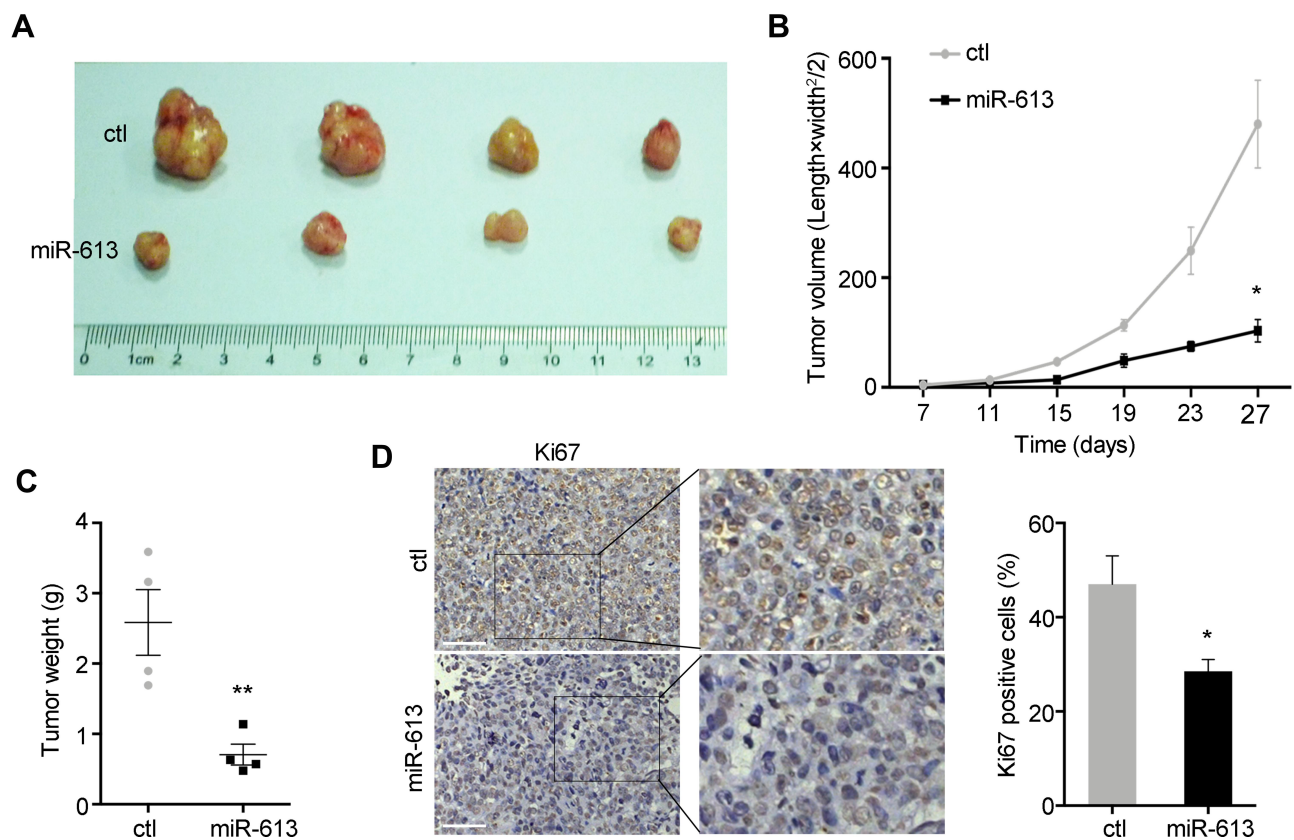 A
ctl
miR-613
0 1cm 2 3 4 5 6 7 8 9 10 11 12 13
B
ctl
miR-613
Tumor volume (Length×width²/2)
600
400
200
0
7 11 15 19 23 27
Time (days)
*
C
Tumor weight (g)
4
3
2
1
0
**
ctl miR-613
D
Ki67
ctl
miR-613
Ki67 positive cells (%)
60
40
20
0
*
ctl miR-613